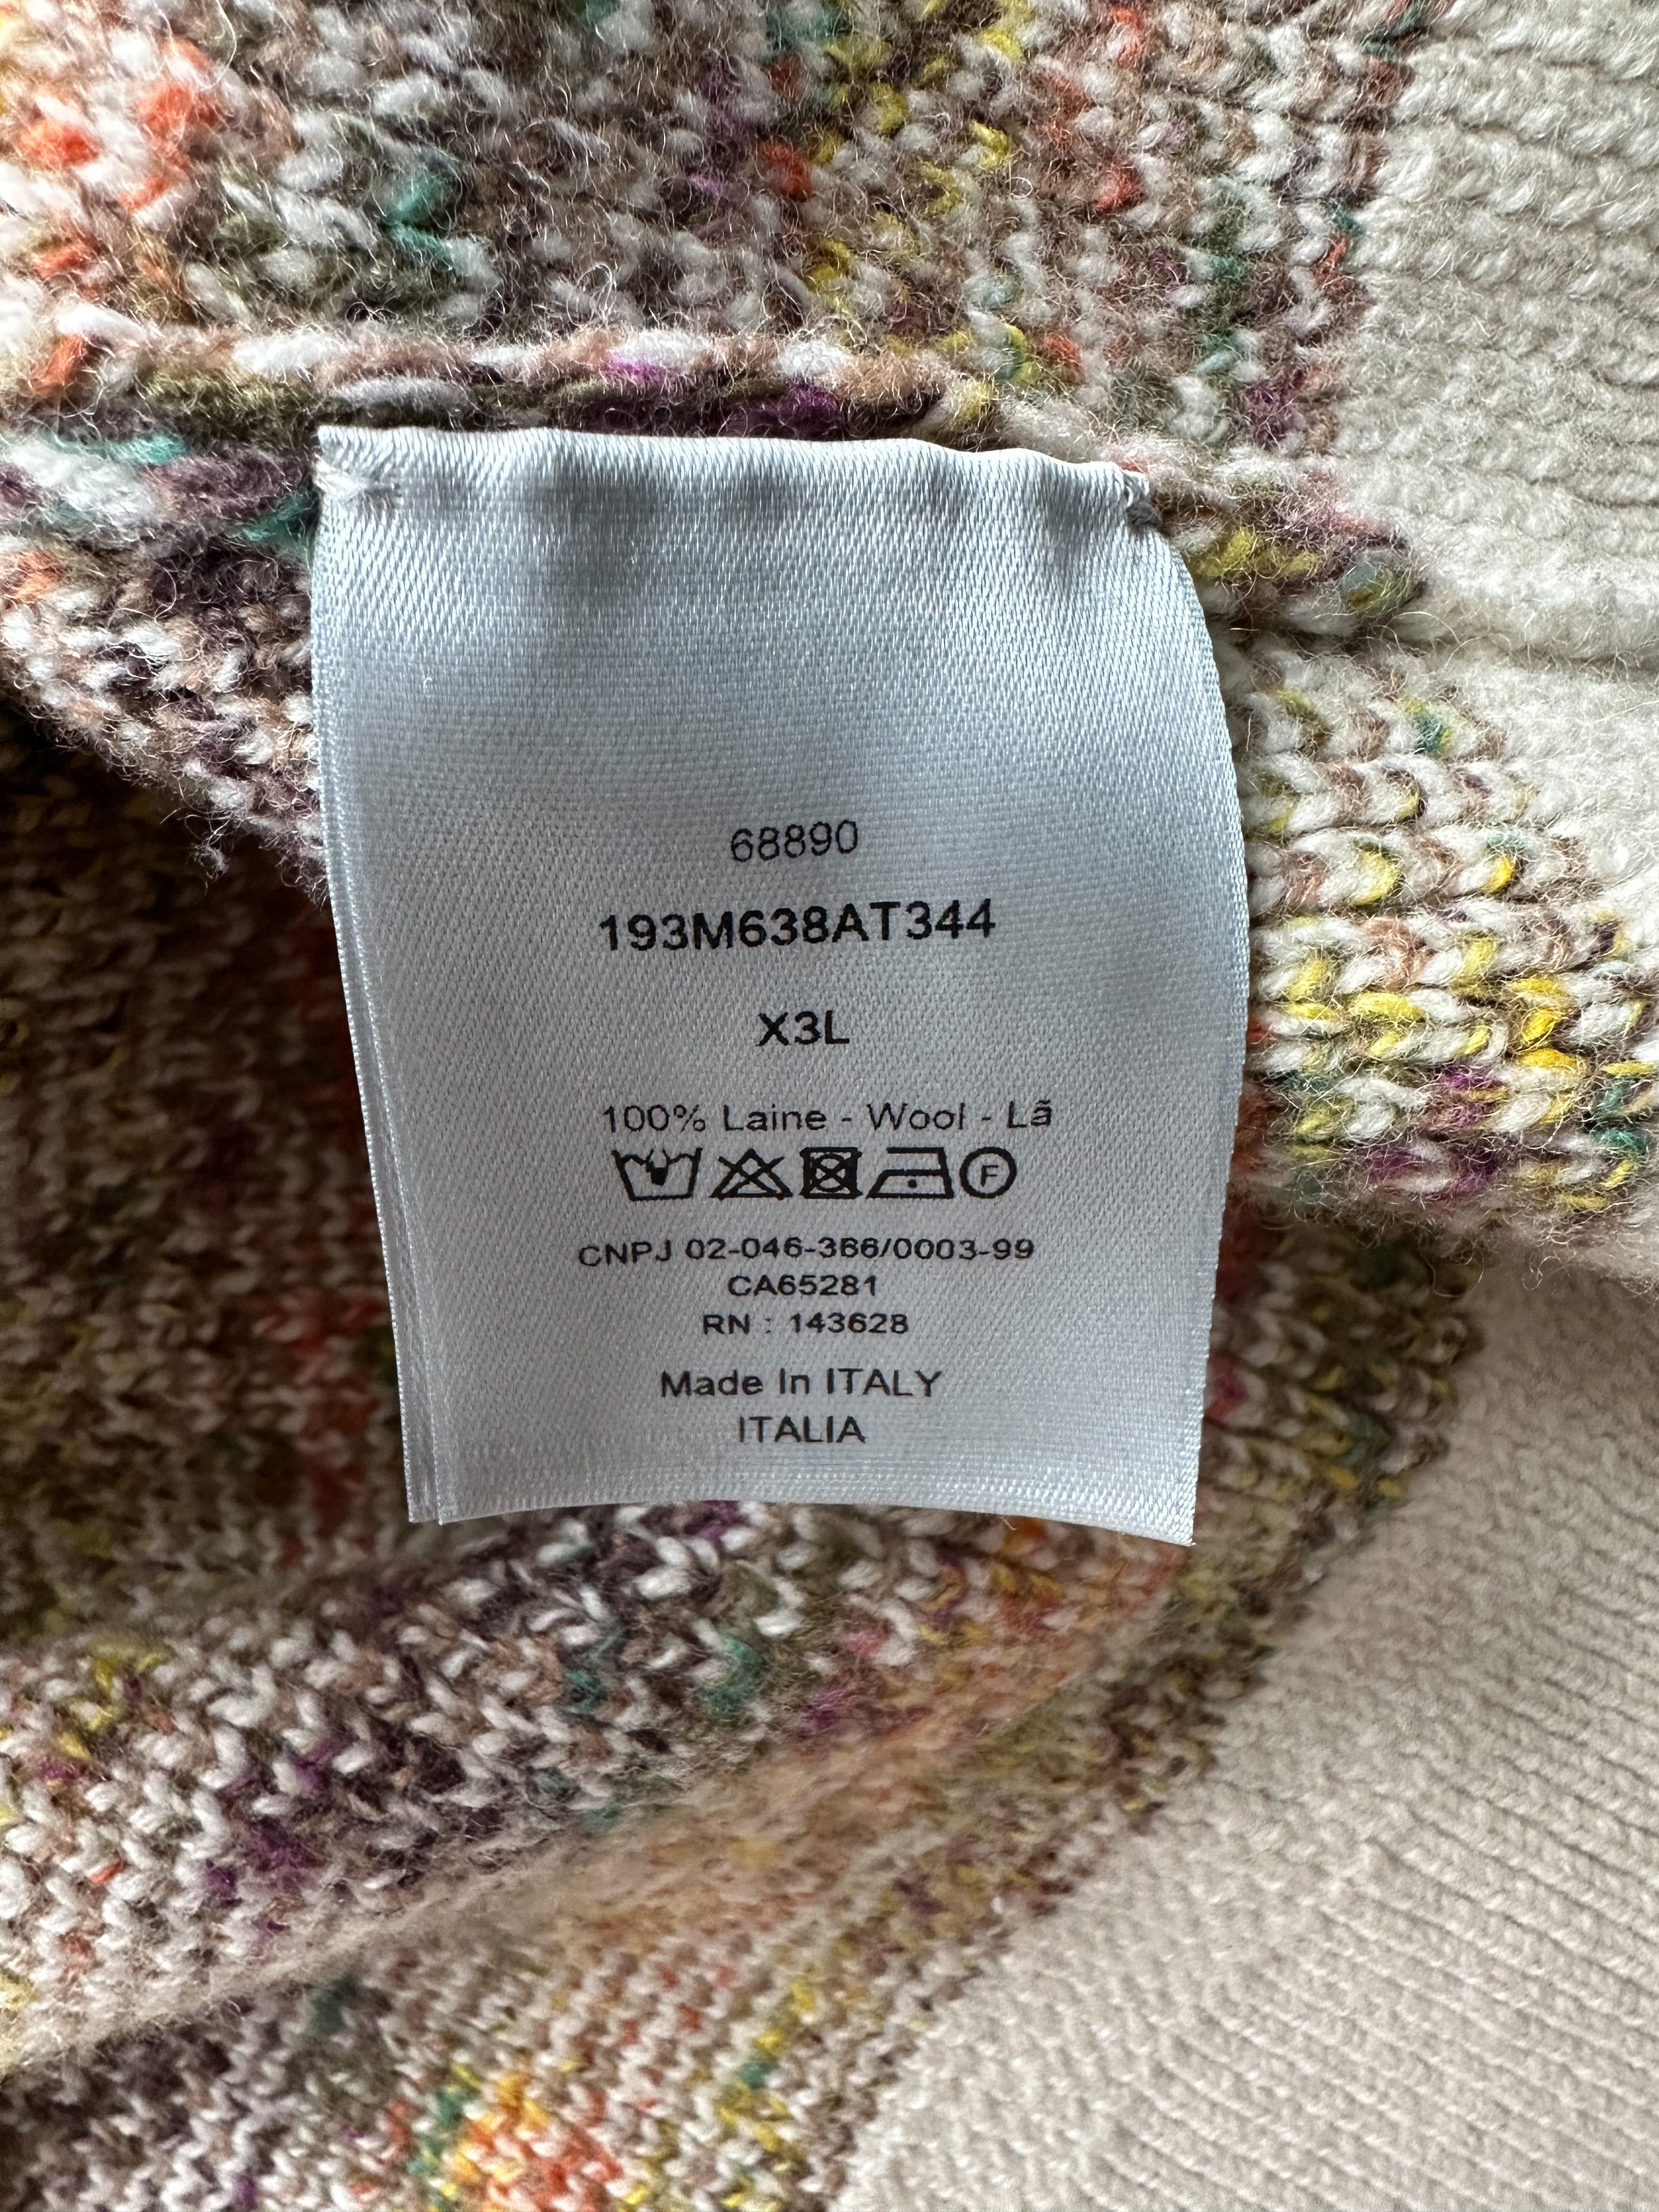 68890
193M638AT344
X3L
100% Laine - Wool - Lã
F
CNPJ 02-046-366/0003-99
CA65281
RN : 143628
Made In ITALY
ITALIA